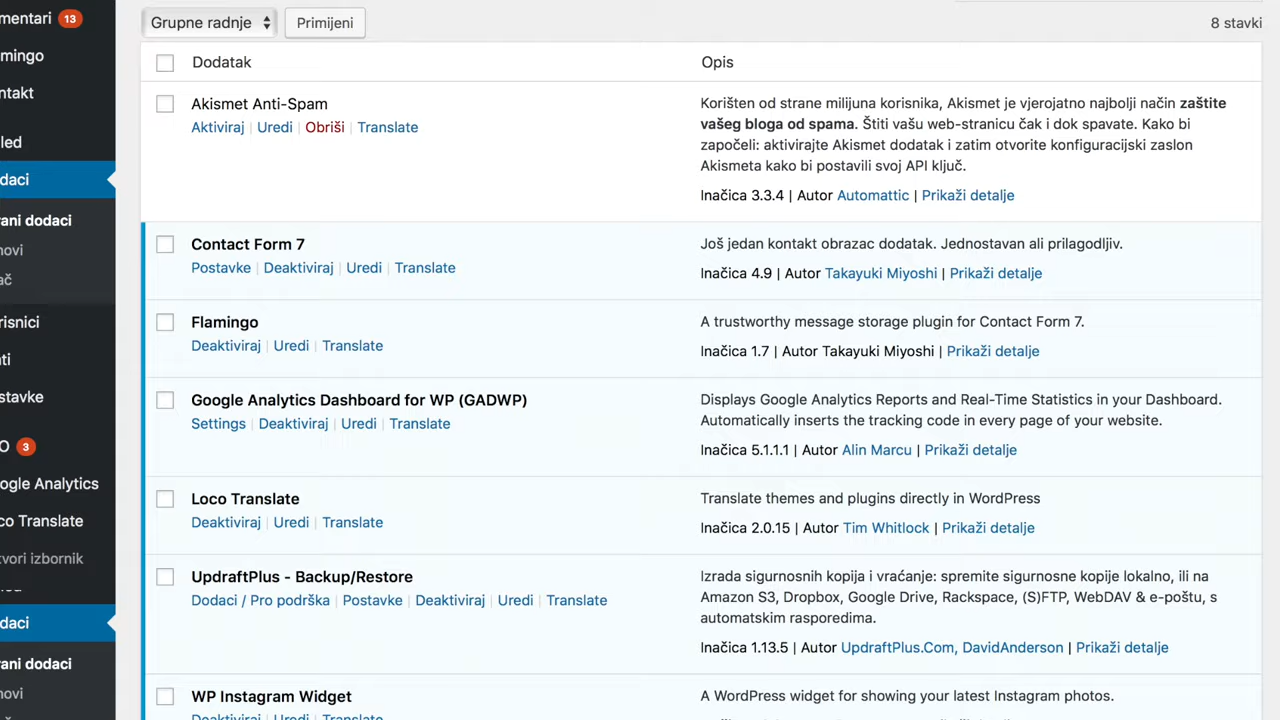 mentari 13
mingo
ntakt
led
daci
rani dodaci
novi
ač
risnici
ti
stavke
O 3
ogle Analytics
co Translate
tvori izbornik
daci
rani dodaci
novi
Grupne radnje Primijeni 8 stavki
Dodatak Opis
Akismet Anti-Spam
Aktiviraj | Uredi | Obriši | Translate
Korišten od strane milijuna korisnika, Akismet je vjerojatno najbolji način zaštite
vašeg bloga od spama. Štiti vašu web-stranicu čak i dok spavate. Kako bi
započeli: aktivirajte Akismet dodatak i zatim otvorite konfiguracijski zaslon
Akismeta kako bi postavili svoj API ključ.
Inačica 3.3.4 | Autor Automattic | Prikaži detalje
Contact Form 7
Postavke | Deaktiviraj | Uredi | Translate
Još jedan kontakt obrazac dodatak. Jednostavan ali prilagodljiv.
Inačica 4.9 | Autor Takayuki Miyoshi | Prikaži detalje
Flamingo
Deaktiviraj | Uredi | Translate
A trustworthy message storage plugin for Contact Form 7.
Inačica 1.7 | Autor Takayuki Miyoshi | Prikaži detalje
Google Analytics Dashboard for WP (GADWP)
Settings | Deaktiviraj | Uredi | Translate
Displays Google Analytics Reports and Real-Time Statistics in your Dashboard.
Automatically inserts the tracking code in every page of your website.
Inačica 5.1.1.1 | Autor Alin Marcu | Prikaži detalje
Loco Translate
Deaktiviraj | Uredi | Translate
Translate themes and plugins directly in WordPress
Inačica 2.0.15 | Autor Tim Whitlock | Prikaži detalje
UpdraftPlus - Backup/Restore
Dodaci / Pro podrška | Postavke | Deaktiviraj | Uredi | Translate
Izrada sigurnosnih kopija i vraćanje: spremite sigurnosne kopije lokalno, ili na
Amazon S3, Dropbox, Google Drive, Rackspace, (S)FTP, WebDAV & e-poštu, s
automatskim rasporedima.
Inačica 1.13.5 | Autor UpdraftPlus.Com, DavidAnderson | Prikaži detalje
WP Instagram Widget
Deaktiviraj | Uredi | Translate
A WordPress widget for showing your latest Instagram photos.